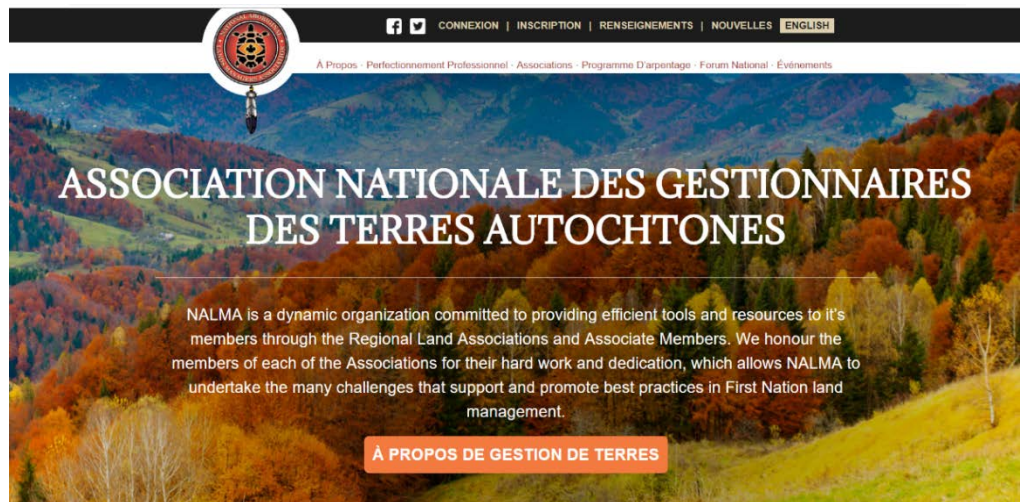 CONNEXION | INSCRIPTION | RENSEIGNEMENTS | NOUVELLES ENGLISH
À Propos · Perfectionnement Professionnel · Associations · Programme D'arpentage · Forum National · Événements
ASSOCIATION NATIONALE DES GESTIONNAIRES
DES TERRES AUTOCHTONES
NALMA is a dynamic organization committed to providing efficient tools and resources to it's
members through the Regional Land Associations and Associate Members. We honour the
members of each of the Associations for their hard work and dedication, which allows NALMA to
undertake the many challenges that support and promote best practices in First Nation land
management.
À PROPOS DE GESTION DE TERRES